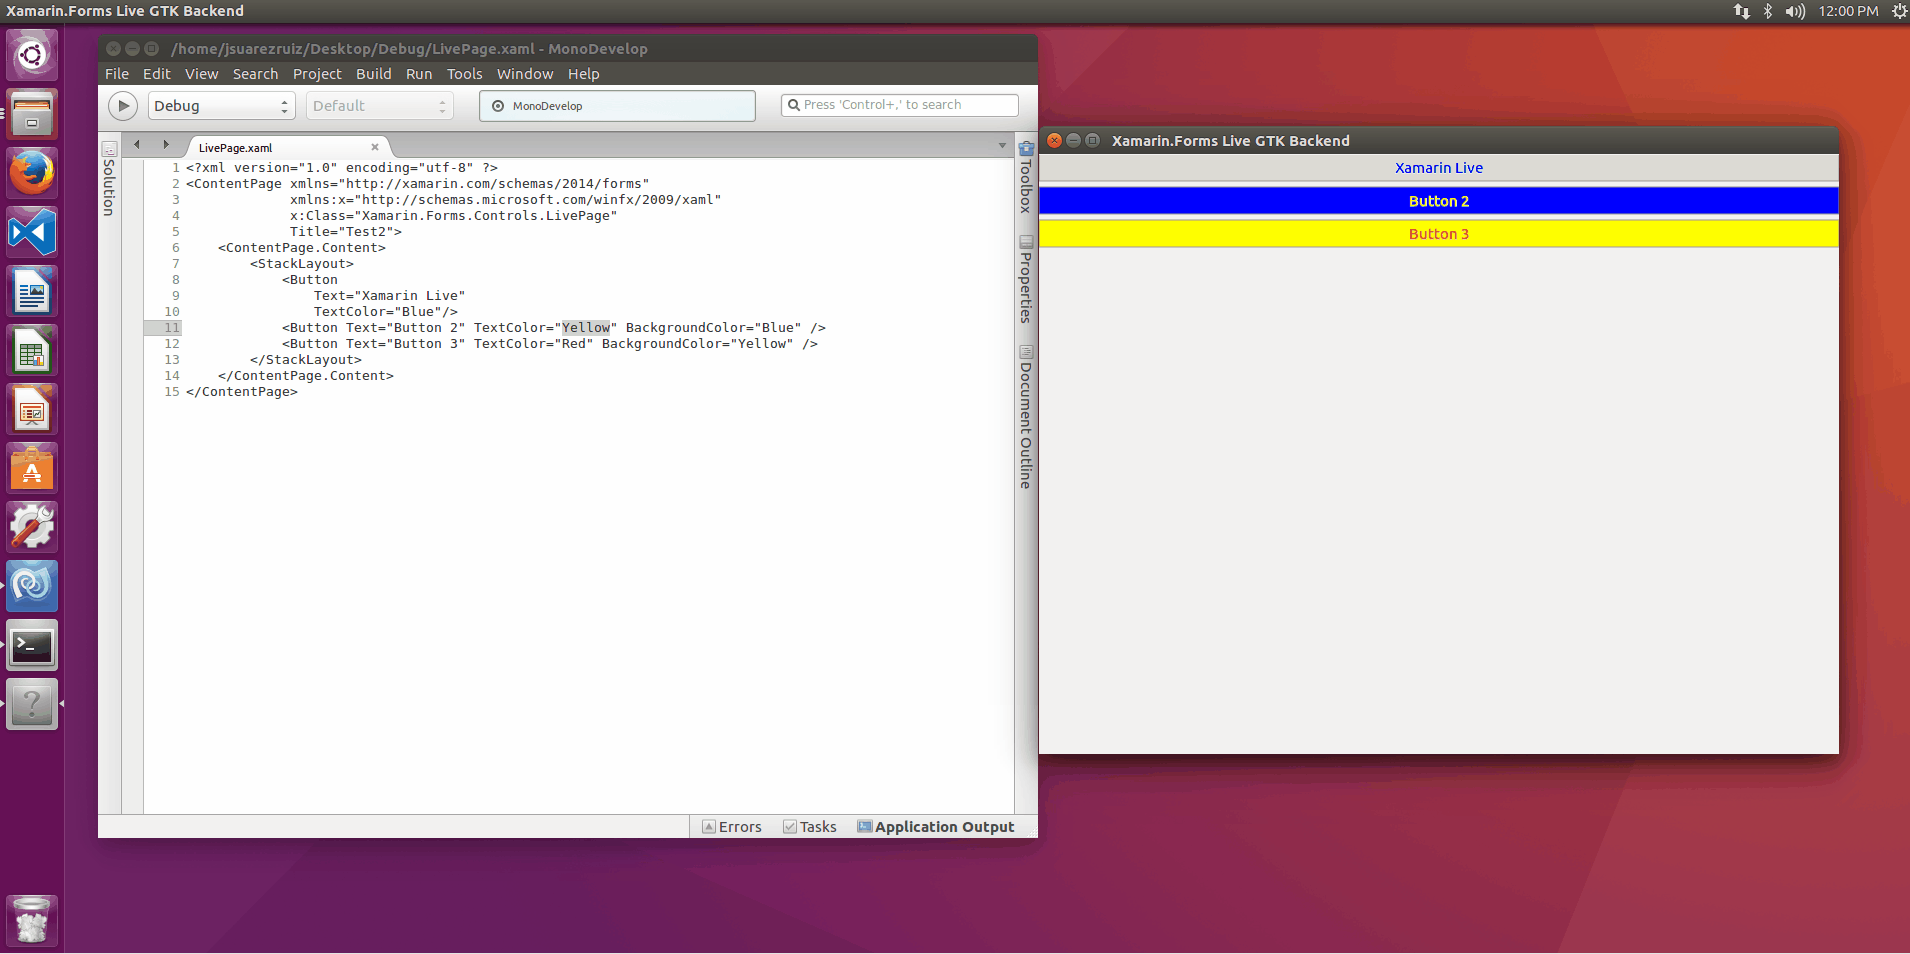 Xamarin.Forms Live GTK Backend
12:00 PM
/home/jsuarezruiz/Desktop/Debug/LivePage.xaml - MonoDevelop
File Edit View Search Project Build Run Tools Window Help
Debug Default MonoDevelop Press 'Control+,' to search
LivePage.xaml
Solution
1 <?xml version="1.0" encoding="utf-8" ?>
2 <ContentPage xmlns="http://xamarin.com/schemas/2014/forms"
3 xmlns:x="http://schemas.microsoft.com/winfx/2009/xaml"
4 x:Class="Xamarin.Forms.Controls.LivePage"
5 Title="Test2">
6 <ContentPage.Content>
7 <StackLayout>
8 <Button
9 Text="Xamarin Live"
10 TextColor="Blue"/>
11 <Button Text="Button 2" TextColor="Yellow" BackgroundColor="Blue" />
12 <Button Text="Button 3" TextColor="Red" BackgroundColor="Yellow" />
13 </StackLayout>
14 </ContentPage.Content>
15 </ContentPage>
Toolbox
Properties
Document Outline
Errors Tasks Application Output
Xamarin.Forms Live GTK Backend
Xamarin Live
Button 2
Button 3